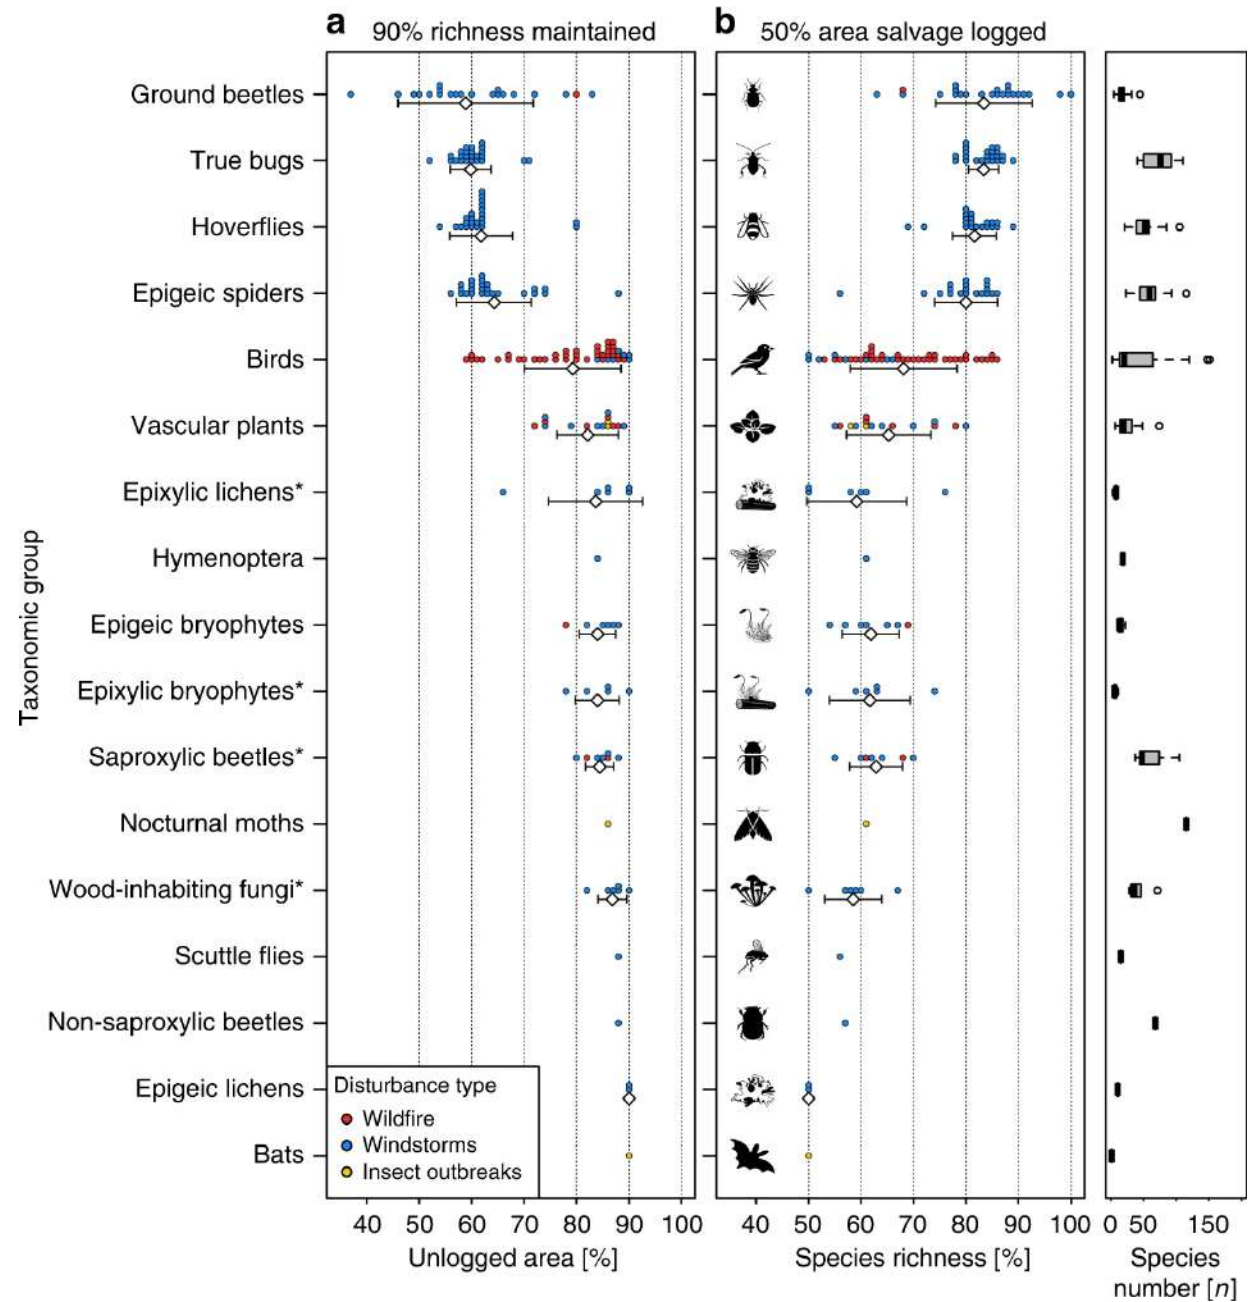 a 90% richness maintained
b 50% area salvage logged
Taxonomic group
Ground beetles
True bugs
Hoverflies
Epigeic spiders
Birds
Vascular plants
Epixylic lichens*
Hymenoptera
Epigeic bryophytes
Epixylic bryophytes*
Saproxylic beetles*
Nocturnal moths
Wood-inhabiting fungi*
Scuttle flies
Non-saproxylic beetles
Epigeic lichens
Bats
Disturbance type
Wildfire
Windstorms
Insect outbreaks
40 50 60 70 80 90 100
Unlogged area [%]
40 50 60 70 80 90 100
Species richness [%]
0 50 150
Species
number [n]